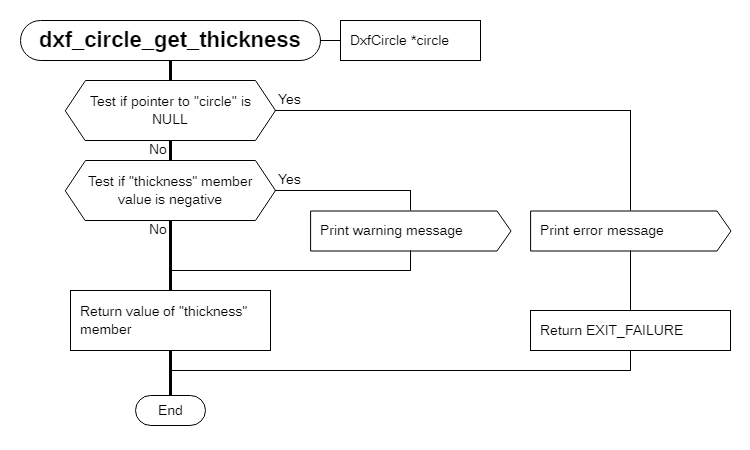 dxf_circle_get_thickness
DxfCircle *circle
Test if pointer to "circle" is
NULL
Yes
No
Test if "thickness" member
value is negative
Yes
No
Print warning message
Print error message
Return value of "thickness"
member
Return EXIT_FAILURE
End